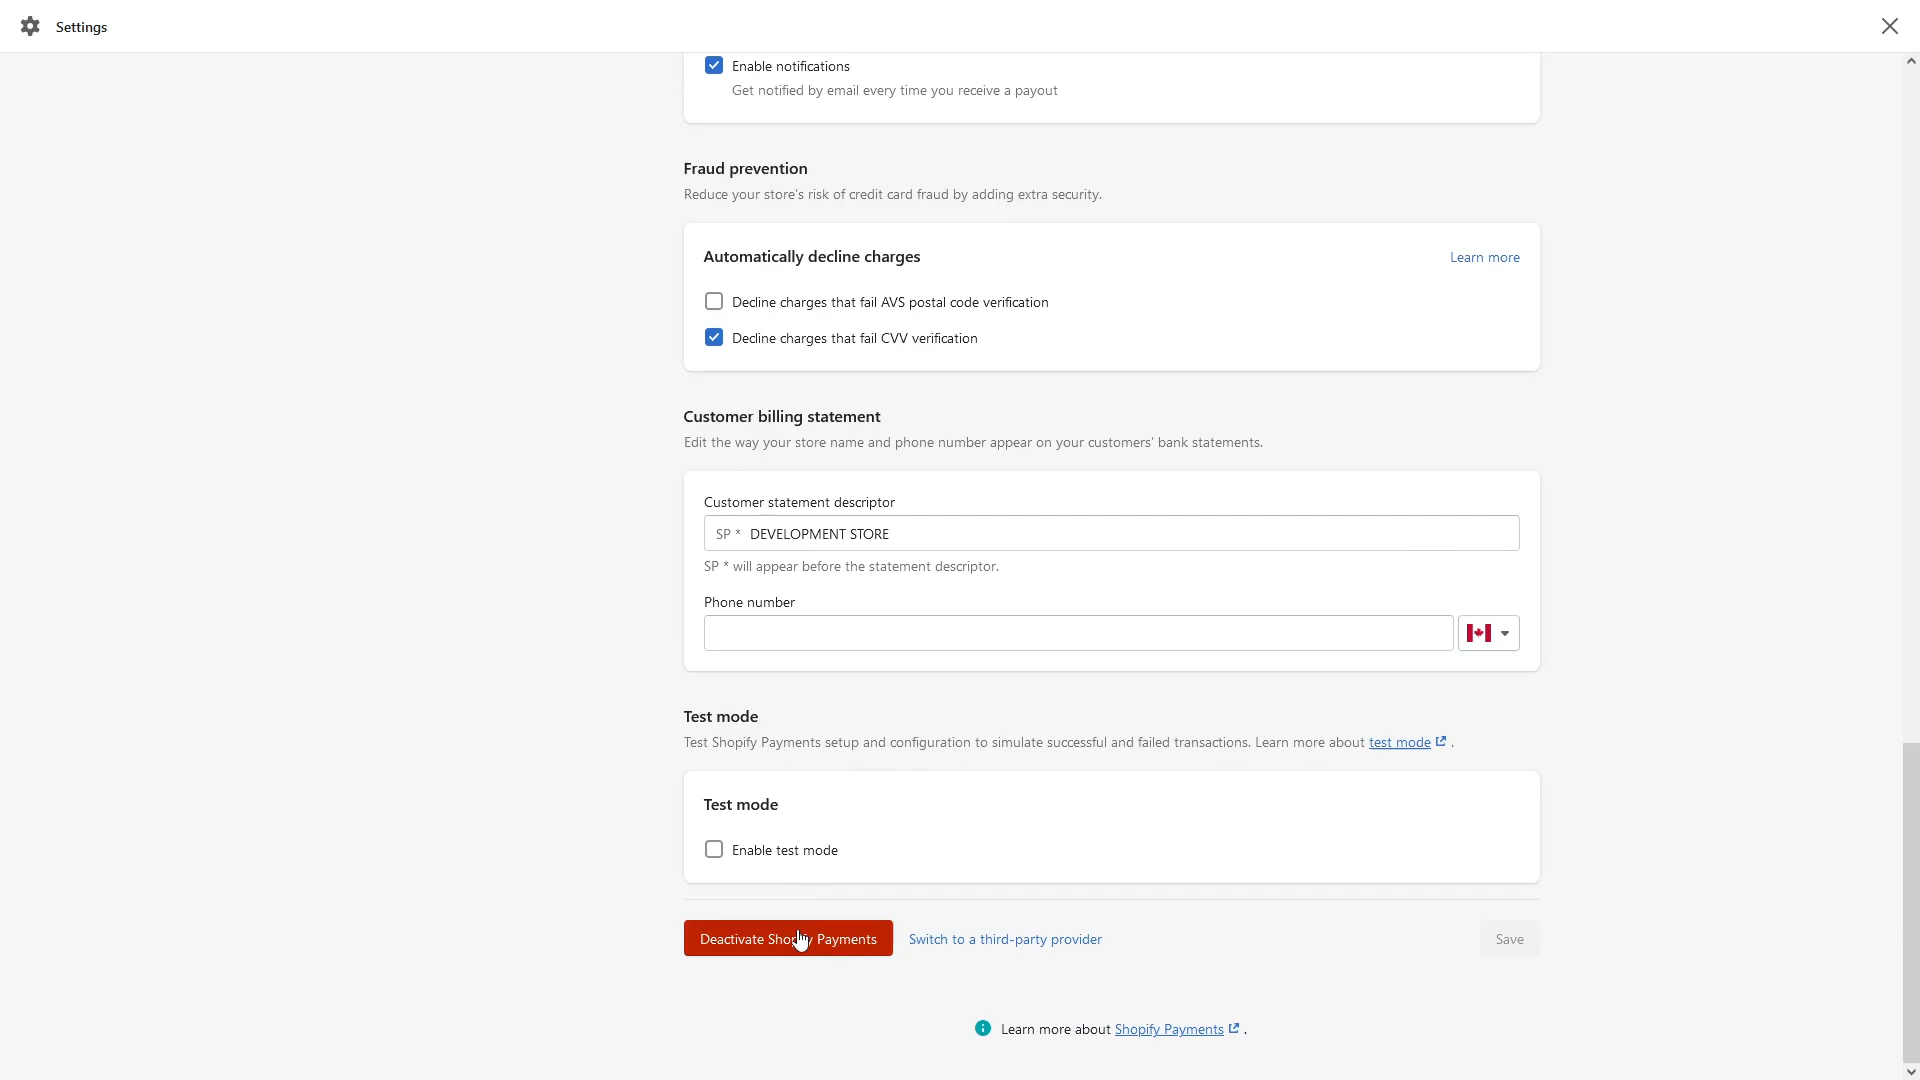 Settings
Enable notifications
Get notified by email every time you receive a payout
Fraud prevention
Reduce your store's risk of credit card fraud by adding extra security.
Automatically decline charges
Learn more
Decline charges that fail AVS postal code verification
Decline charges that fail CVV verification
Customer billing statement
Edit the way your store name and phone number appear on your customers' bank statements.
Customer statement descriptor
SP * DEVELOPMENT STORE
SP * will appear before the statement descriptor.
Phone number
Test mode
Test Shopify Payments setup and configuration to simulate successful and failed transactions. Learn more about test mode .
Test mode
Enable test mode
Deactivate Shopify Payments
Switch to a third-party provider
Save
Learn more about Shopify Payments .